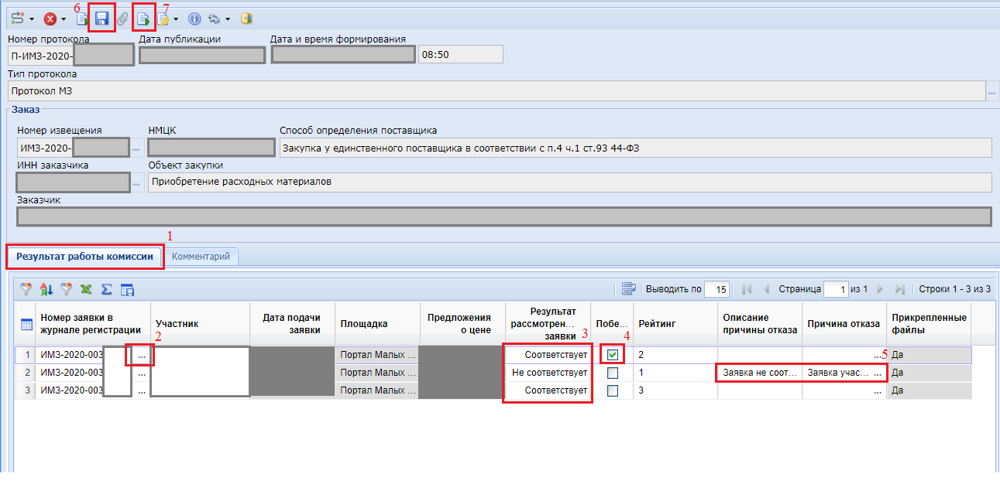 6
7
Номер протокола Дата публикации Дата и время формирования
П-ИМЗ-2020- 08:50
Тип протокола
Протокол МЗ ...
Заказ
Номер извещения НМЦК Способ определения поставщика
ИМЗ-2020- ... Закупка у единственного поставщика в соответствии с п.4 ч.1 ст.93 44-ФЗ
ИНН заказчика Объект закупки
... Приобретение расходных материалов
Заказчик
1
Результат работы комиссии Комментарий
Выводить по 15 Страница 1 из 1 Строки 1 - 3 из 3
Номер заявки в журнале регистрации Участник Дата подачи заявки Площадка Предложения о цене Результат рассмотрен... заявки Побе... Рейтинг Описание причины отказа Причина отказа Прикрепленные файлы
2 3 4
1 ИМЗ-2020-003 ... Портал Малых ... Соответствует 2 ... 5 Да
2 ИМЗ-2020-003 ... Портал Малых ... Не соответствует 1 Заявка не соот... Заявка учас... ... Да
3 ИМЗ-2020-003 ... Портал Малых ... Соответствует 3 ... Да